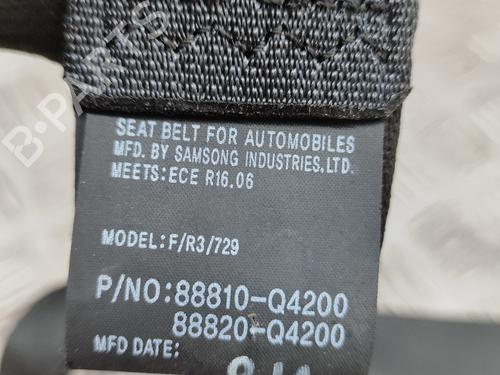 B-PARTS
SEAT BELT FOR AUTOMOBILES
MFD. BY SAMSONG INDUSTRIES,LTD.
MEETS:ECE R16.06
MODEL:F/R3/729
P/NO:88810-Q4200
88820-Q4200
MFD DATE: